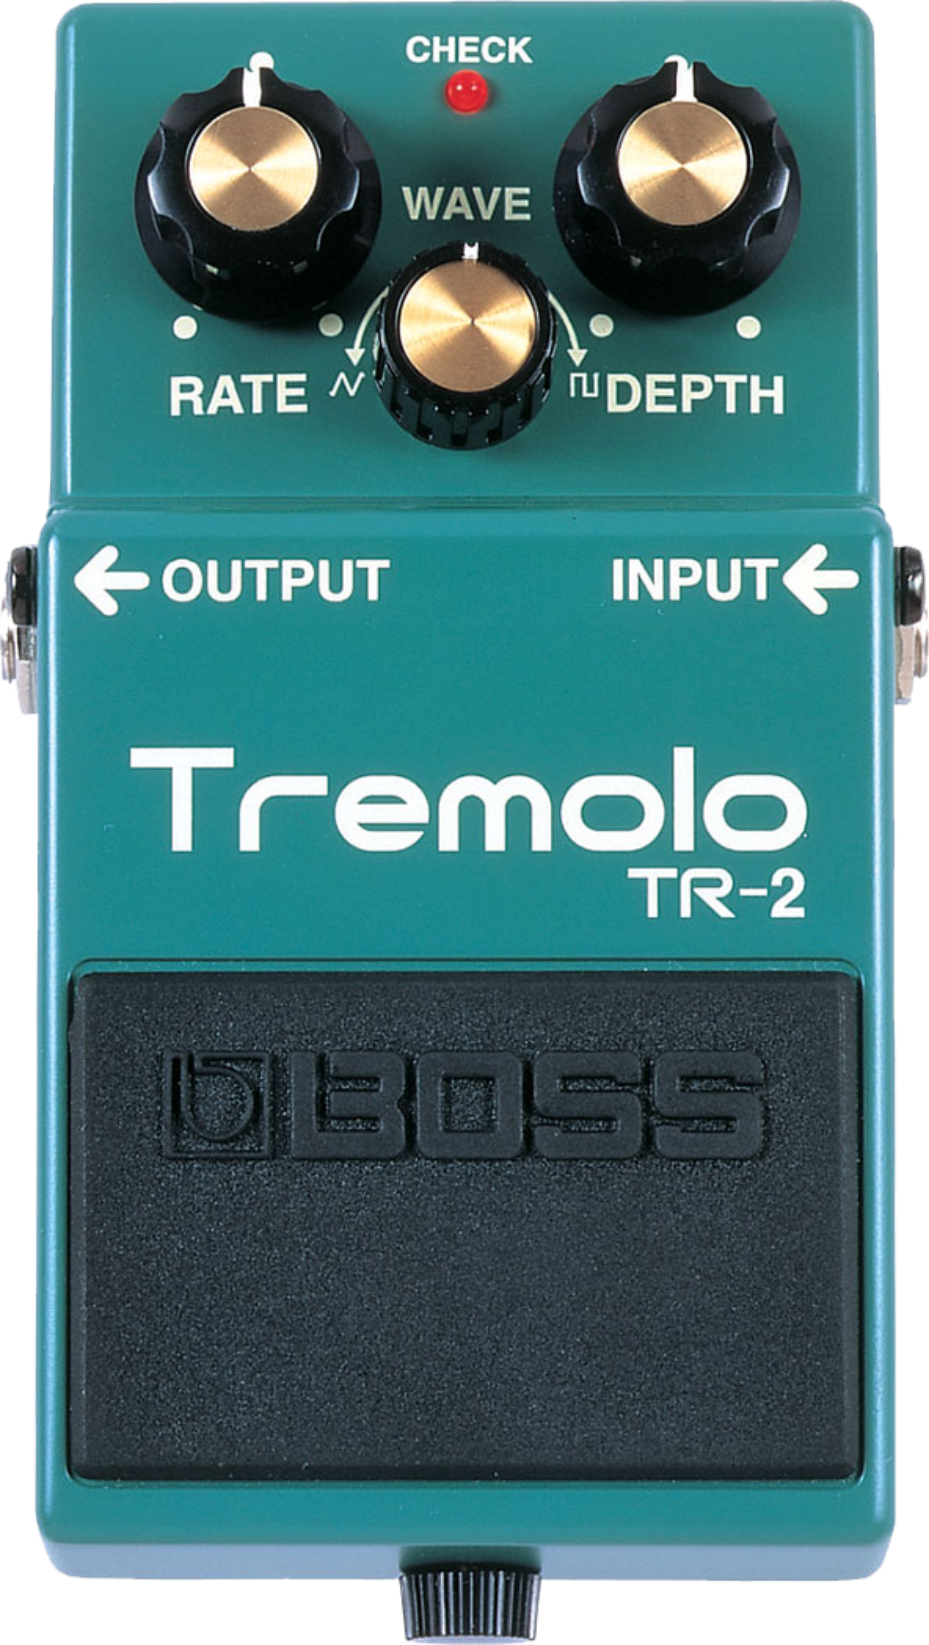 CHECK
WAVE
RATE
DEPTH
OUTPUT
INPUT
Tremolo
TR-2
BOSS